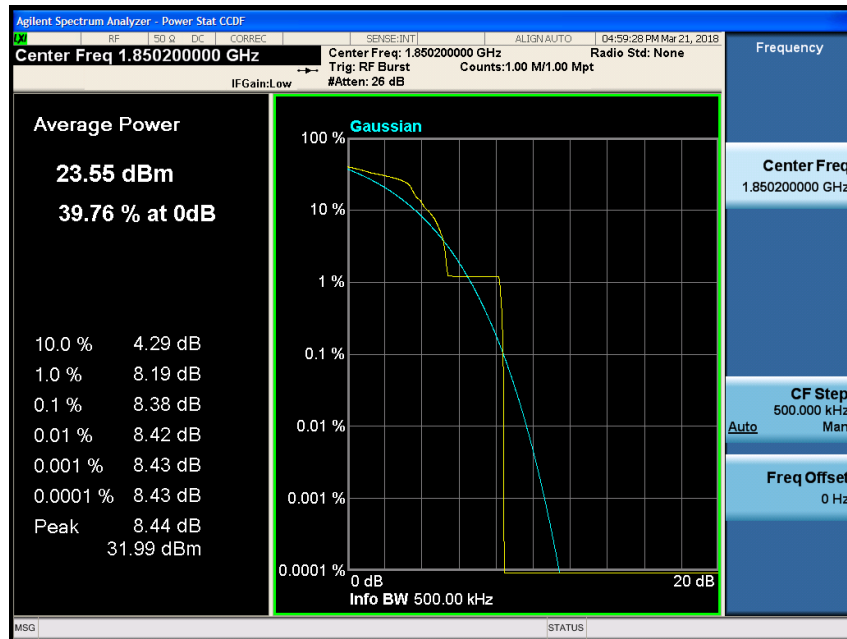 Agilent Spectrum Analyzer - Power Stat CCDF
LXI RF 50 Ω DC CORREC SENSE:INT ALIGN AUTO 04:59:28 PM Mar 21, 2018
Center Freq 1.850200000 GHz
Center Freq: 1.850200000 GHz Radio Std: None
Trig: RF Burst Counts:1.00 M/1.00 Mpt
IFGain:Low #Atten: 26 dB
Average Power
23.55 dBm
39.76 % at 0dB
10.0 % 4.29 dB
1.0 % 8.19 dB
0.1 % 8.38 dB
0.01 % 8.42 dB
0.001 % 8.43 dB
0.0001 % 8.43 dB
Peak 8.44 dB
31.99 dBm
Gaussian
100 %
10 %
1 %
0.1 %
0.01 %
0.001 %
0.0001 %
0 dB 20 dB
Info BW 500.00 kHz
Frequency
Center Freq
1.850200000 GHz
CF Step
500.000 kHz
Auto Man
Freq Offset
0 Hz
MSG STATUS